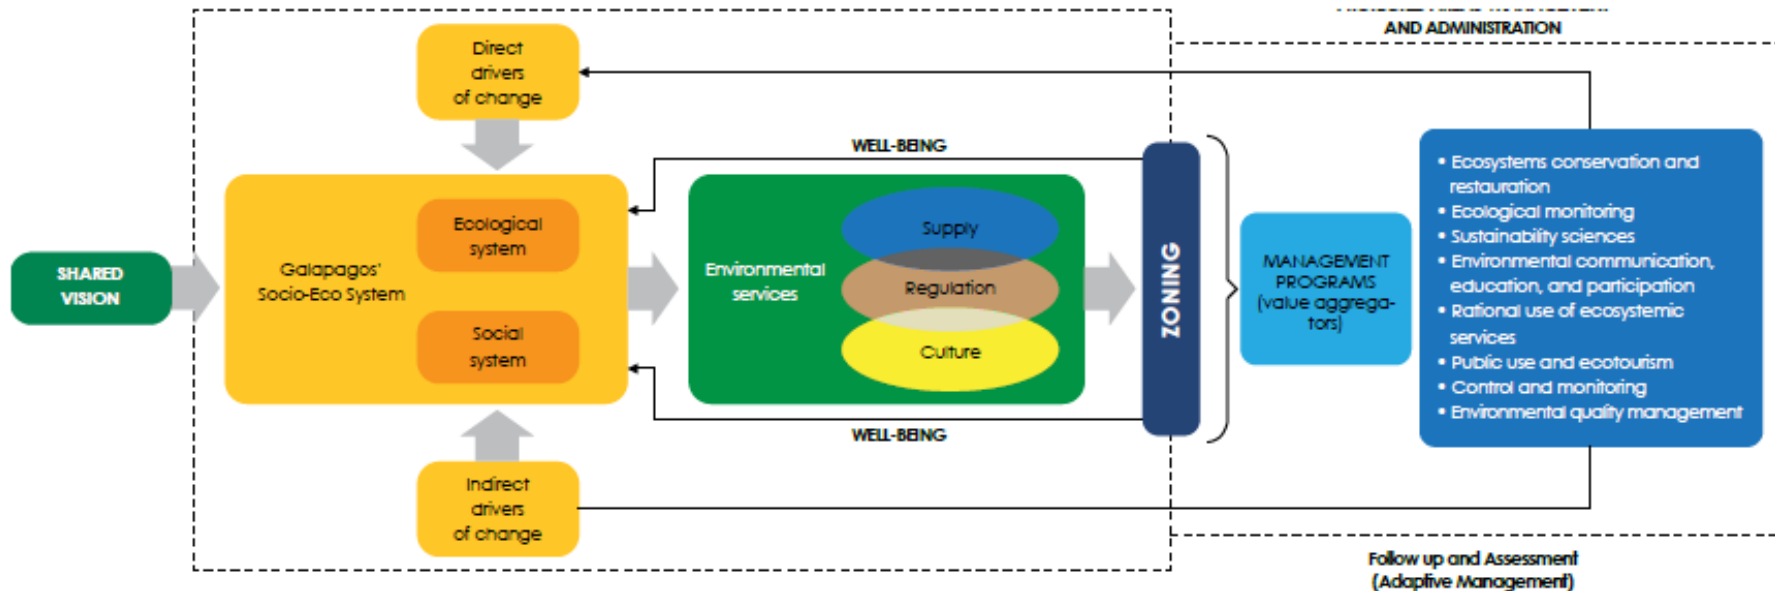 AND ADMINISTRATION
Direct
drivers
of change
WELL-BEING
SHARED
VISION
Galapagos'
Socio-Eco System
Ecological
system
Social
system
Environmental
services
Supply
Regulation
Culture
ZONING
MANAGEMENT
PROGRAMS
(value aggrega-
tors)
• Ecosystems conservation and
restauration
• Ecological monitoring
• Sustainability sciences
• Environmental communication,
education, and participation
• Rational use of ecosystemic
services
• Public use and ecotourism
• Control and monitoring
• Environmental quality management
WELL-BEING
Indirect
drivers
of change
Follow up and Assessment
(Adaptive Management)